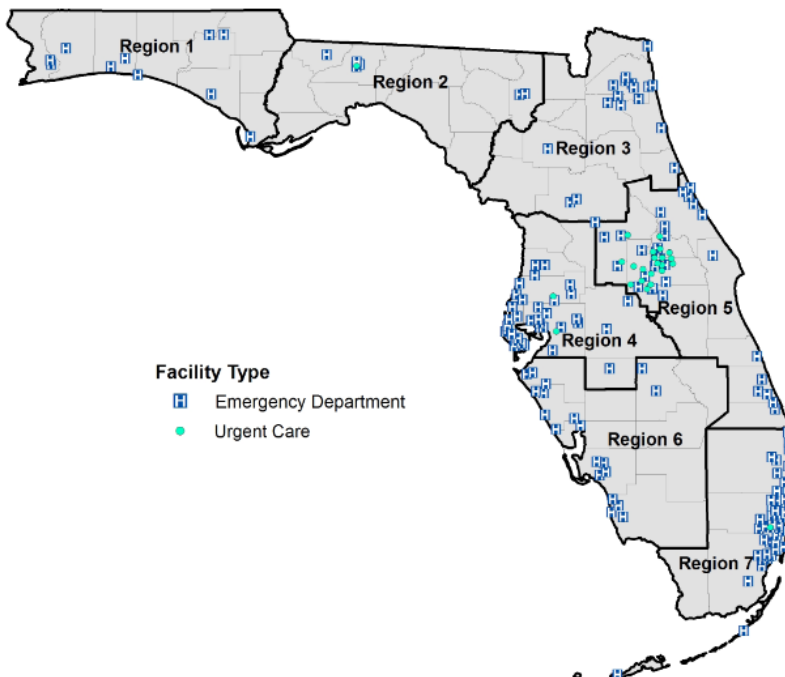 Region 1
Region 2
Region 3
Region 5
Region 4
Facility Type
Emergency Department
Urgent Care
Region 6
Region 7